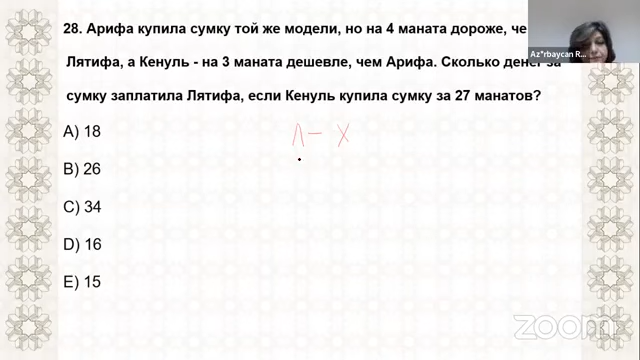 28. Арифа купила сумку той же модели, но на 4 маната дороже, че
Лятифа, а Кенуль - на 3 маната дешевле, чем Арифа. Сколько денег за
сумку заплатила Лятифа, если Кенуль купила сумку за 27 манатов?
A) 18
B) 26
C) 34
D) 16
E) 15
Л - X
Az*rbaycan R...
zoom